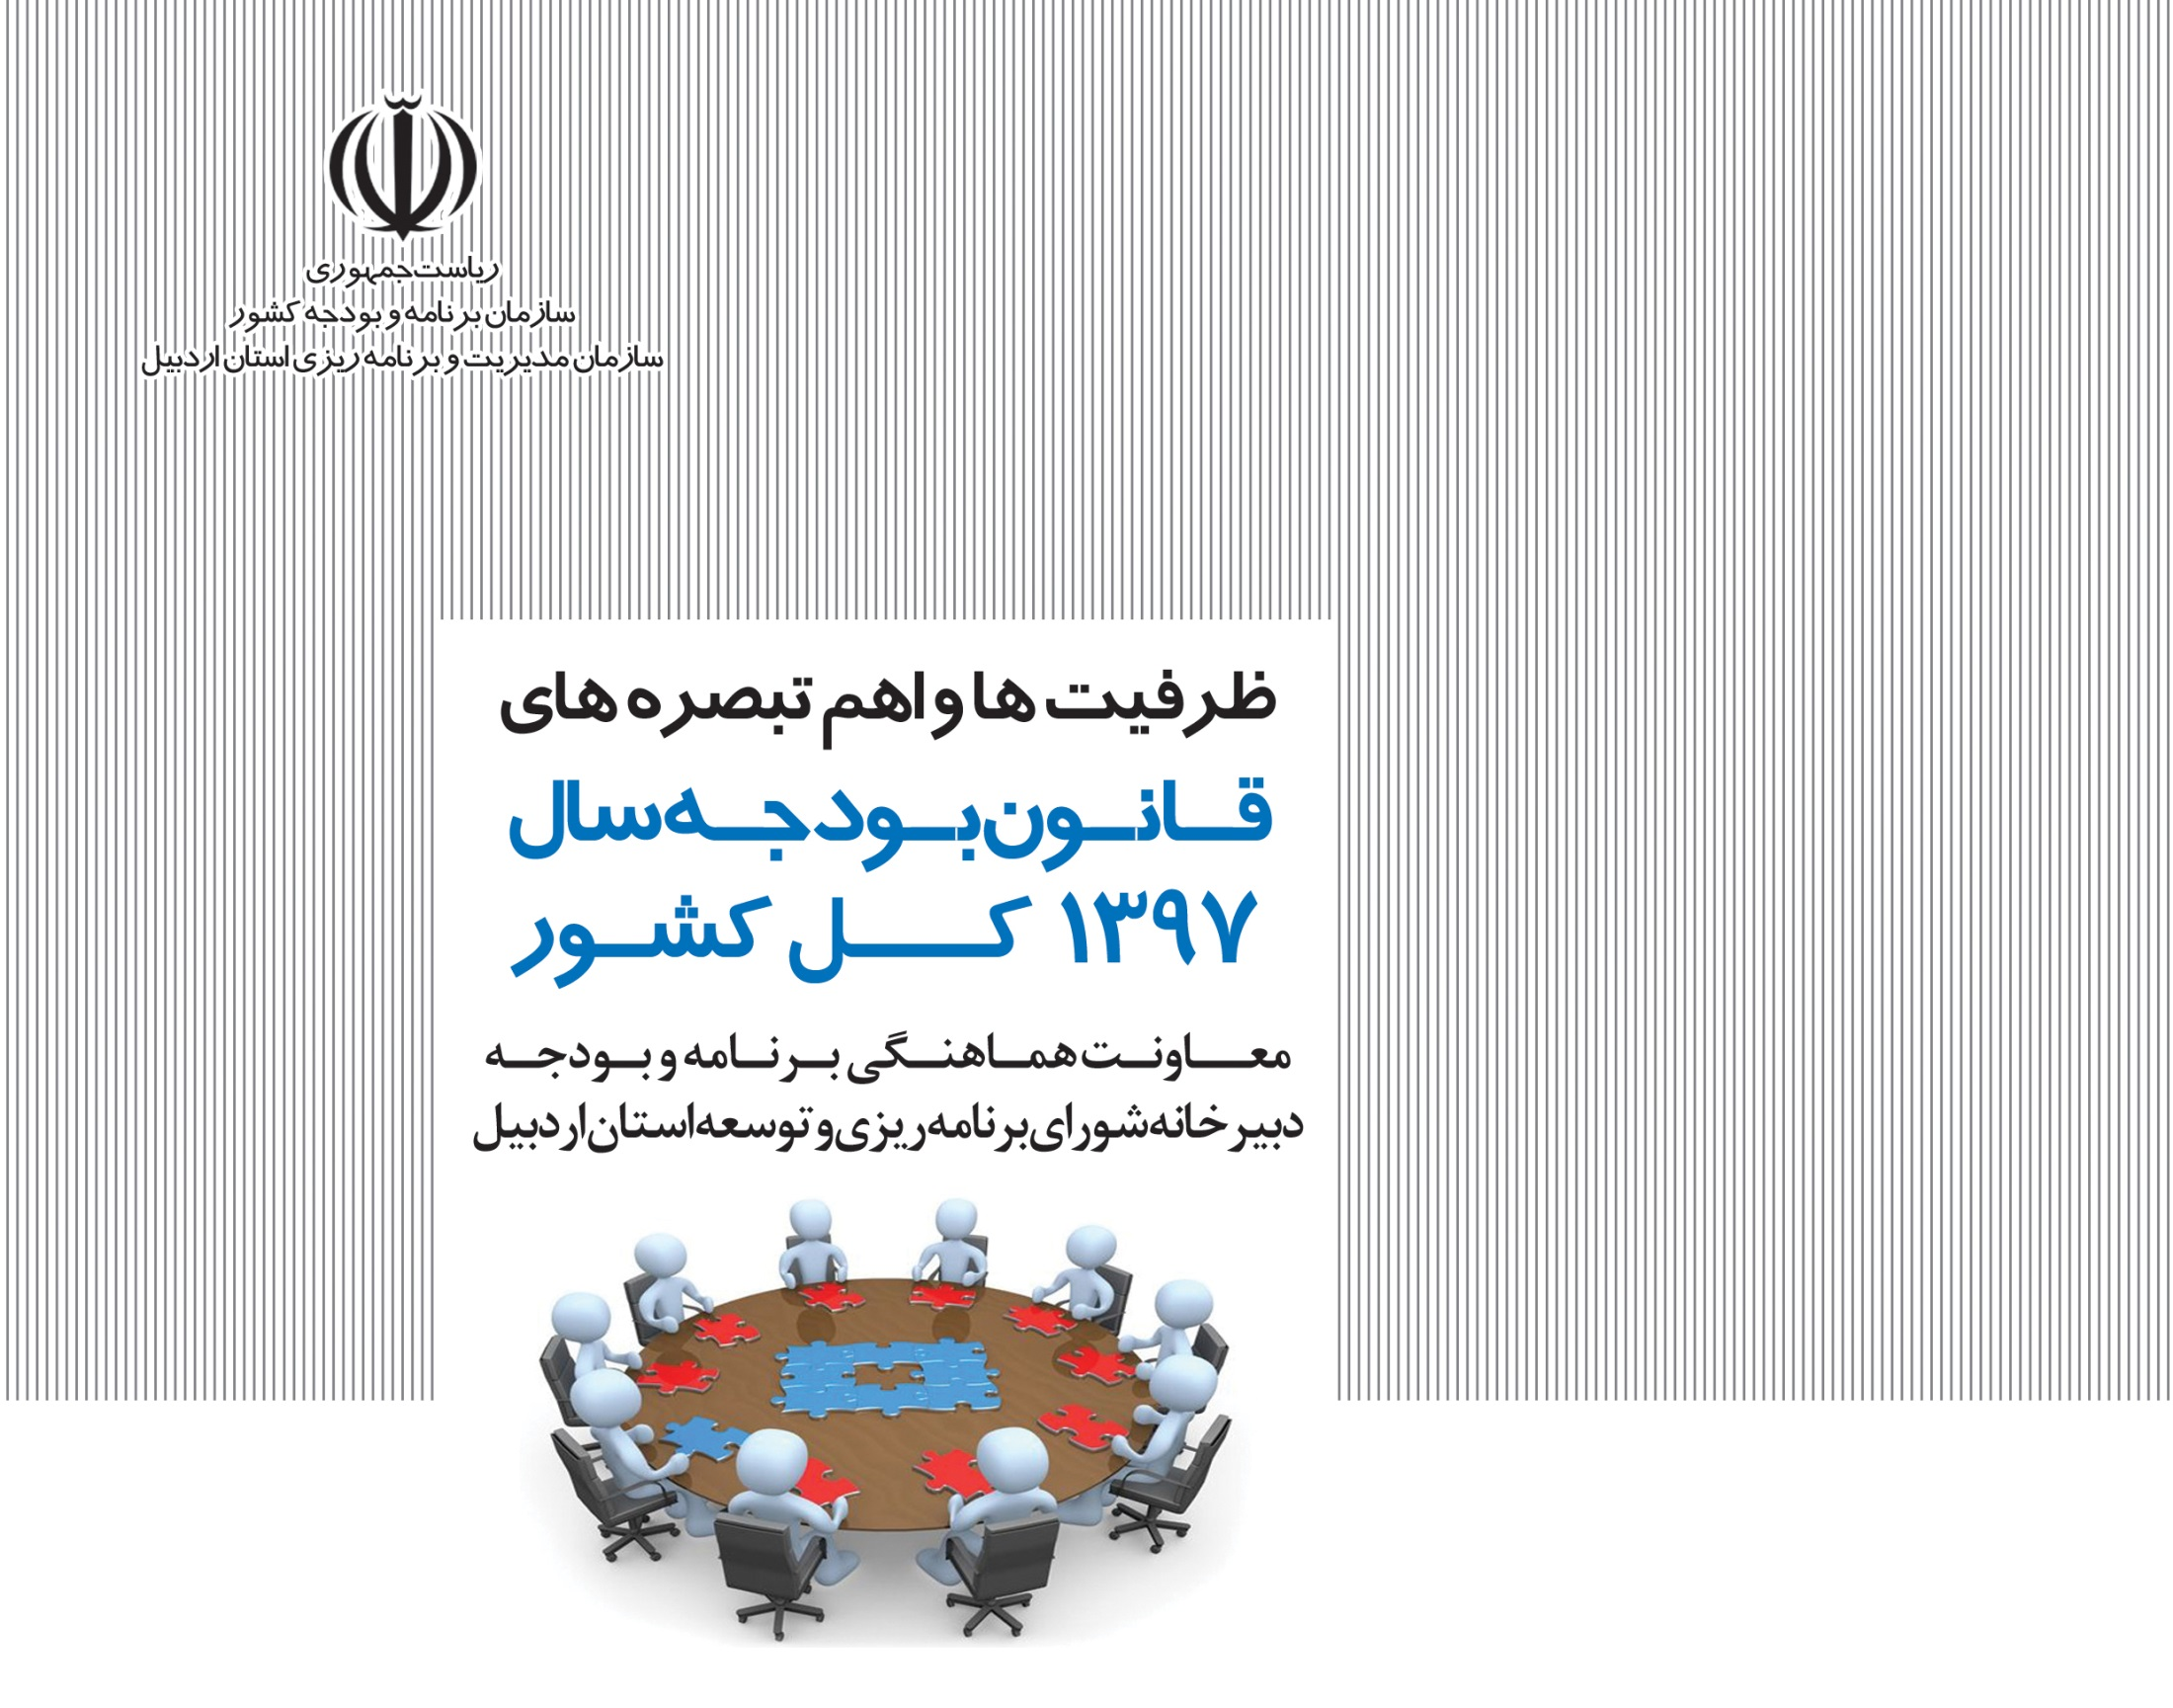 ریاست‌جمهوری
سازمان برنامه و بودجه کشور
سازمان مدیریت و برنامه ریزی استان اردبیل
ظرفیت ها و اهم تبصره های
قانون بودجه سال
۱۳۹۷ کل کشور
معاونت هماهنگی برنامه و بودجه
دبیرخانه شورای برنامه ریزی و توسعه استان اردبیل